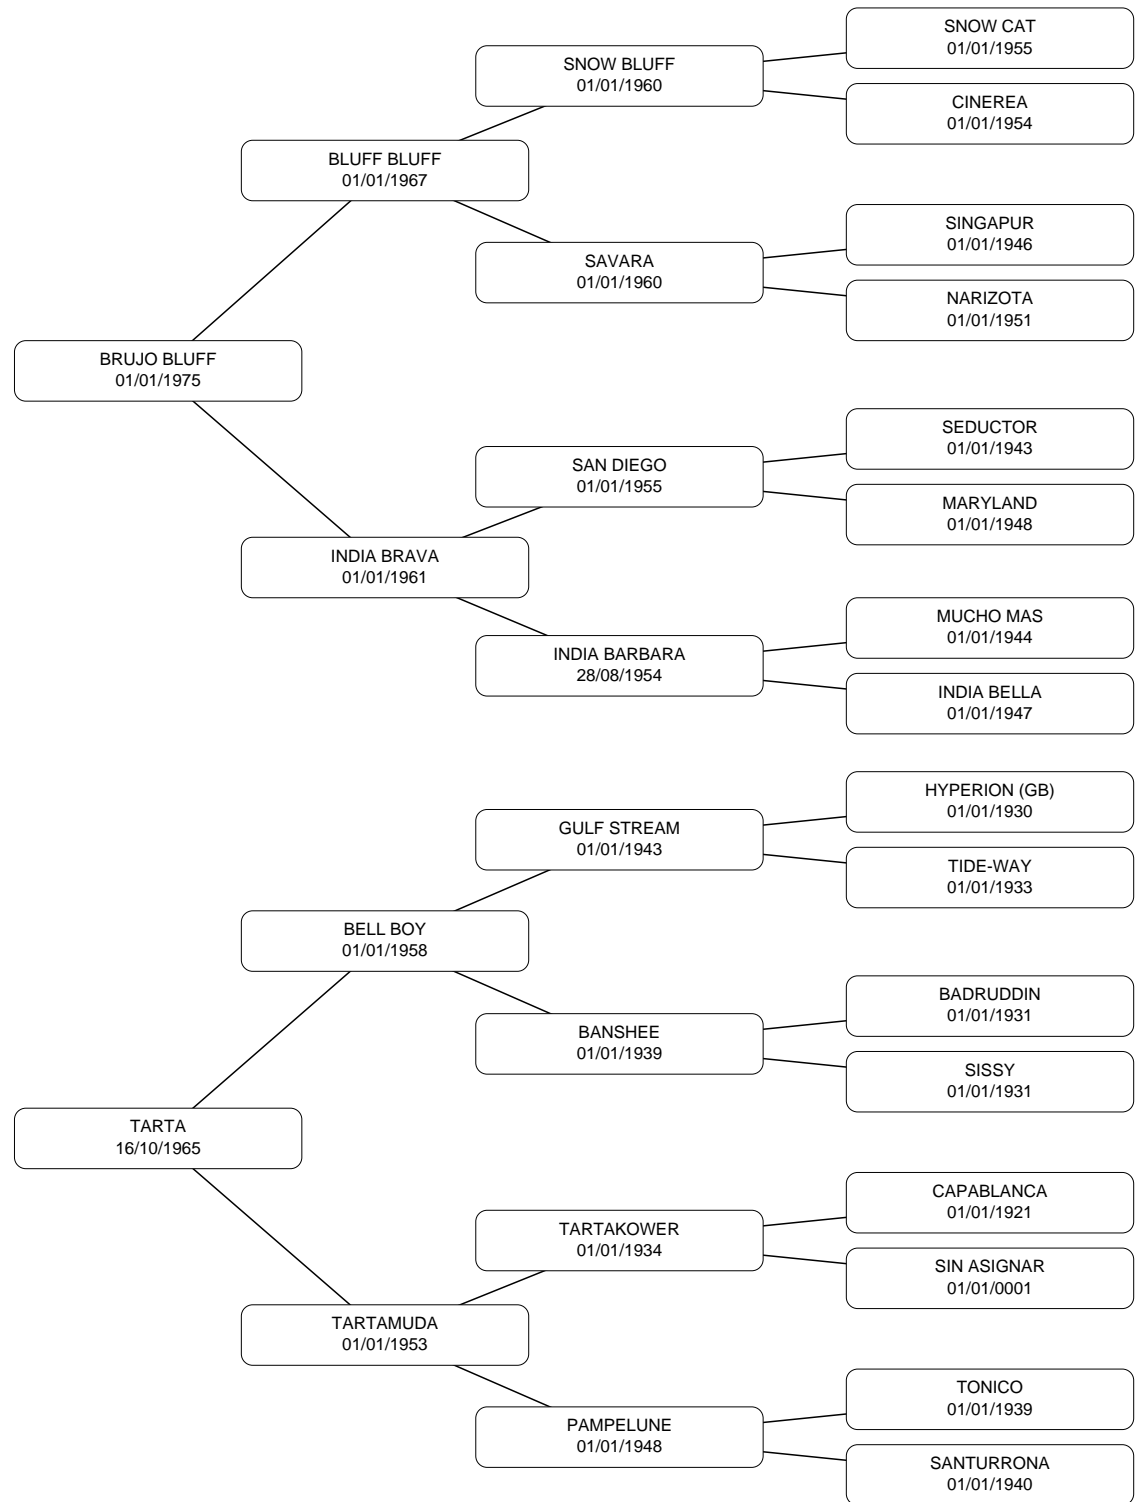 SNOW CAT
01/01/1955
SNOW BLUFF
01/01/1960
CINEREA
01/01/1954
BLUFF BLUFF
01/01/1967
SINGAPUR
01/01/1946
SAVARA
01/01/1960
NARIZOTA
01/01/1951
BRUJO BLUFF
01/01/1975
SEDUCTOR
01/01/1943
SAN DIEGO
01/01/1955
MARYLAND
01/01/1948
INDIA BRAVA
01/01/1961
MUCHO MAS
01/01/1944
INDIA BARBARA
28/08/1954
INDIA BELLA
01/01/1947
HYPERION (GB)
01/01/1930
GULF STREAM
01/01/1943
TIDE-WAY
01/01/1933
BELL BOY
01/01/1958
BADRUDDIN
01/01/1931
BANSHEE
01/01/1939
SISSY
01/01/1931
TARTA
16/10/1965
CAPABLANCA
01/01/1921
TARTAKOWER
01/01/1934
SIN ASIGNAR
01/01/0001
TARTAMUDA
01/01/1953
TONICO
01/01/1939
PAMPELUNE
01/01/1948
SANTURRONA
01/01/1940